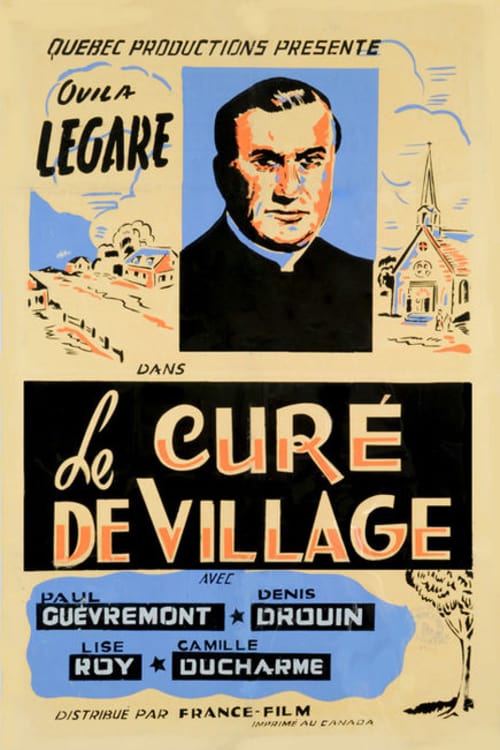 QUEBEC PRODUCTIONS PRESENTE
OVILA
LEGARE
DANS
Le CURÉ
DE VILLAGE
AVEC
PAUL GUÈVREMONT ★ DENIS DROUIN
LISE ROY ★ CAMILLE DUCHARME
DISTRIBUÉ PAR FRANCE-FILM
IMPRIMÉ AU CANADA